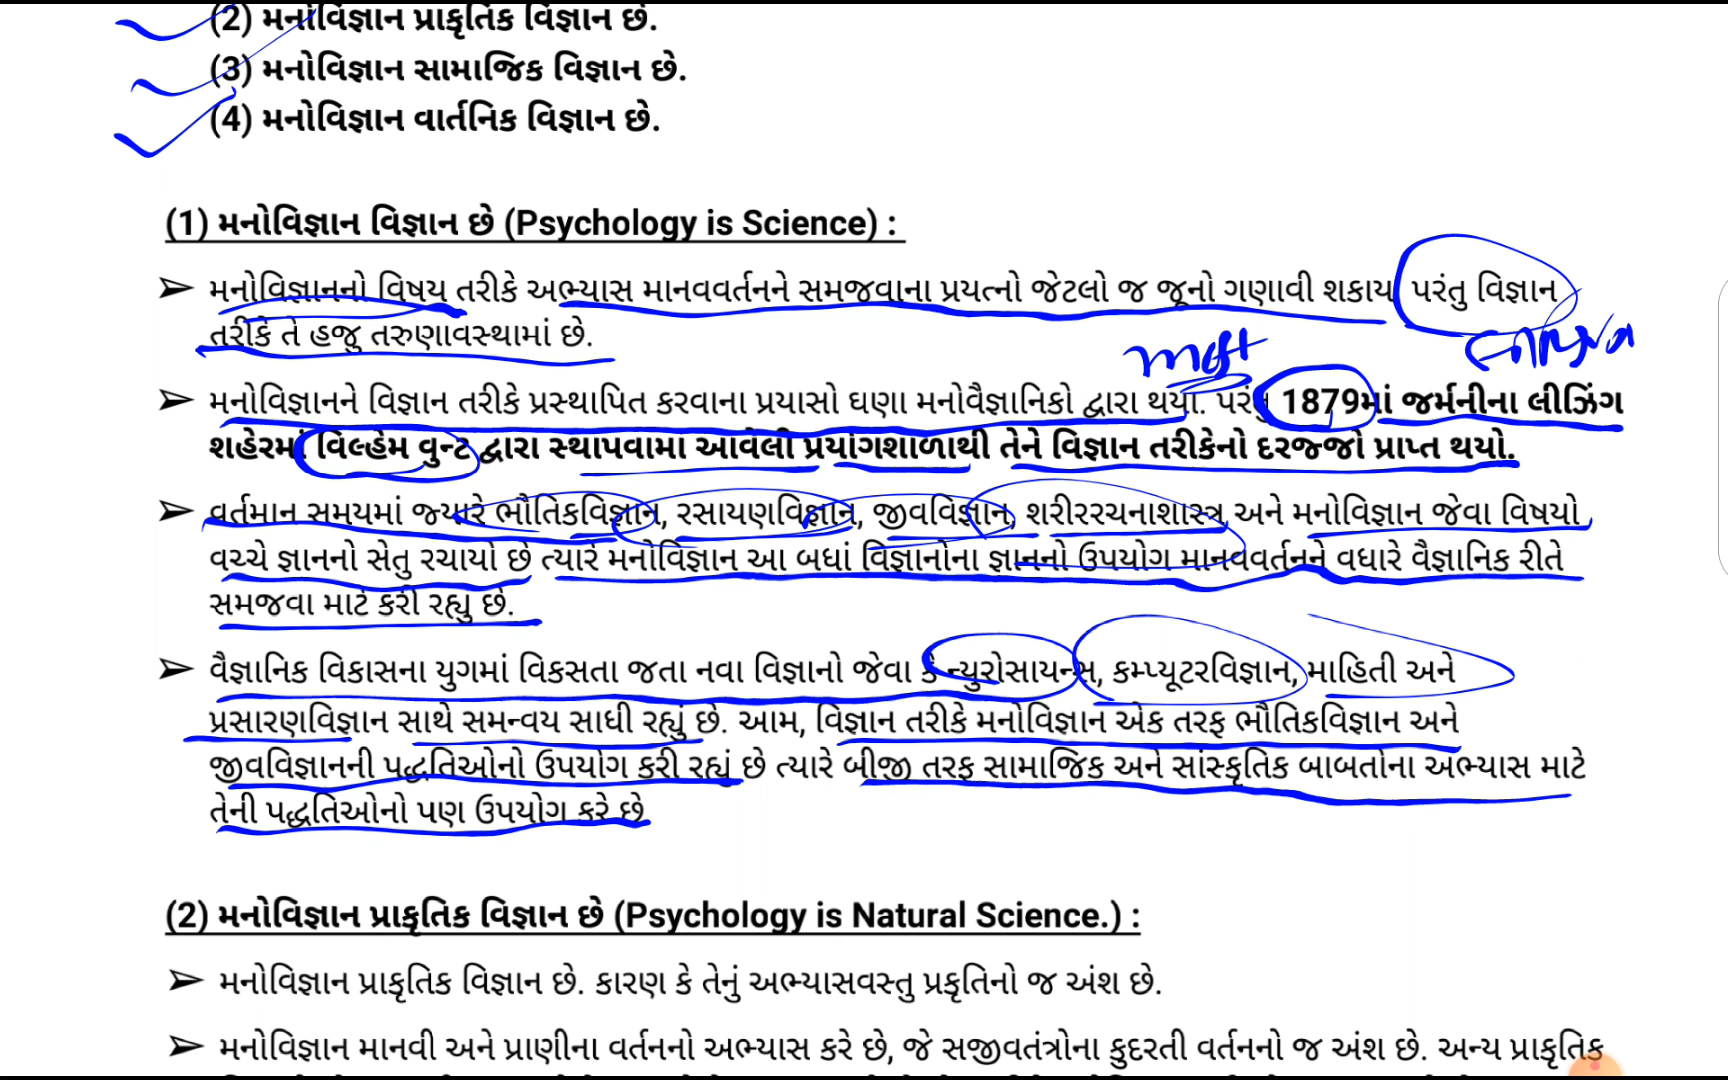 (2) મનોવિજ્ઞાન પ્રાકૃતિક વિજ્ઞાન છે.
(3) મનોવિજ્ઞાન સામાજિક વિજ્ઞાન છે.
(4) મનોવિજ્ઞાન વાર્તનિક વિજ્ઞાન છે.
(1) મનોવિજ્ઞાન વિજ્ઞાન છે (Psychology is Science) :
➢ મનોવિજ્ઞાનનો વિષય તરીકે અભ્યાસ માનવવર્તનને સમજવાના પ્રયત્નો જેટલો જ જૂનો ગણાવી શકાય પરંતુ વિજ્ઞાન
તરીકે તે હજુ તરુણાવસ્થામાં છે.
➢ મનોવિજ્ઞાનને વિજ્ઞાન તરીકે પ્રસ્થાપિત કરવાના પ્રયાસો ઘણા મનોવૈજ્ઞાનિકો દ્વારા થયા. પરંતુ 1879માં જર્મનીના લીઝિંગ
શહેરમાં વિલ્હેમ વુન્ટ દ્વારા સ્થાપવામાં આવેલી પ્રયોગશાળાથી તેને વિજ્ઞાન તરીકેનો દરજ્જો પ્રાપ્ત થયો.
➢ વર્તમાન સમયમાં જ્યારે ભૌતિકવિજ્ઞાન, રસાયણવિજ્ઞાન, જીવવિજ્ઞાન, શરીરરચનાશાસ્ત્ર અને મનોવિજ્ઞાન જેવા વિષયો
વચ્ચે જ્ઞાનનો સેતુ રચાયો છે ત્યારે મનોવિજ્ઞાન આ બધાં વિજ્ઞાનોના જ્ઞાનનો ઉપયોગ માનવવર્તનને વધારે વૈજ્ઞાનિક રીતે
સમજવા માટે કરી રહ્યુ છે.
➢ વૈજ્ઞાનિક વિકાસના યુગમાં વિકસતા જતા નવા વિજ્ઞાનો જેવા કે ન્યુરોસાયન્સ, કમ્પ્યૂટરવિજ્ઞાન, માહિતી અને
પ્રસારણવિજ્ઞાન સાથે સમન્વય સાધી રહ્યું છે. આમ, વિજ્ઞાન તરીકે મનોવિજ્ઞાન એક તરફ ભૌતિકવિજ્ઞાન અને
જીવવિજ્ઞાનની પદ્ધતિઓનો ઉપયોગ કરી રહ્યું છે ત્યારે બીજી તરફ સામાજિક અને સાંસ્કૃતિક બાબતોના અભ્યાસ માટે
તેની પદ્ધતિઓનો પણ ઉપયોગ કરે છે
(2) મનોવિજ્ઞાન પ્રાકૃતિક વિજ્ઞાન છે (Psychology is Natural Science.) :
➢ મનોવિજ્ઞાન પ્રાકૃતિક વિજ્ઞાન છે. કારણ કે તેનું અભ્યાસવસ્તુ પ્રકૃતિનો જ અંશ છે.
➢ મનોવિજ્ઞાન માનવી અને પ્રાણીના વર્તનનો અભ્યાસ કરે છે, જે સજીવતંત્રોના કુદરતી વર્તનનો જ અંશ છે. અન્ય પ્રાકૃતિક